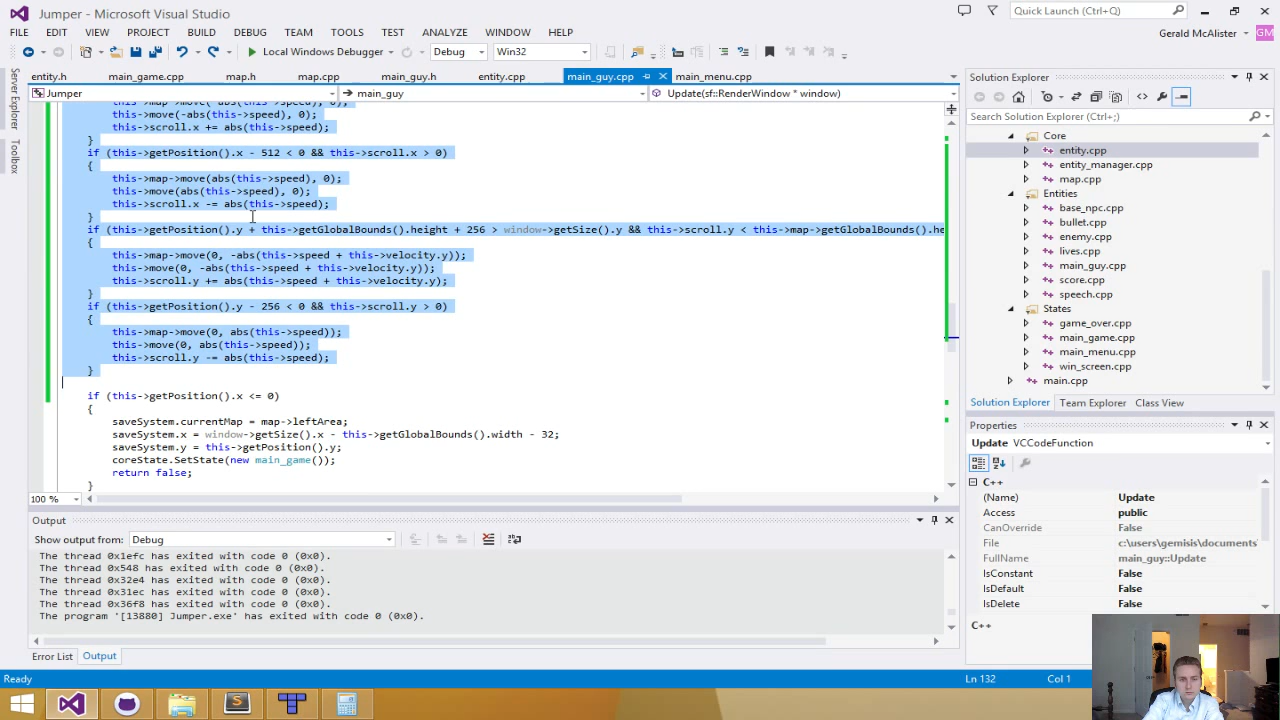 Jumper - Microsoft Visual Studio
Quick Launch (Ctrl+Q)
FILE EDIT VIEW PROJECT BUILD DEBUG TEAM TOOLS TEST ANALYZE WINDOW HELP
Gerald McAlister GM
Local Windows Debugger Debug Win32
entity.h main_game.cpp map.h map.cpp main_guy.h entity.cpp main_guy.cpp main_menu.cpp
Jumper main_guy Update(sf::RenderWindow * window)
this->map->move(-abs(this->speed), 0);
this->move(-abs(this->speed), 0);
this->scroll.x += abs(this->speed);
}
if (this->getPosition().x - 512 < 0 && this->scroll.x > 0)
{
this->map->move(abs(this->speed), 0);
this->move(abs(this->speed), 0);
this->scroll.x -= abs(this->speed);
}
if (this->getPosition().y + this->getGlobalBounds().height + 256 > window->getSize().y && this->scroll.y < this->map->getGlobalBounds().he
{
this->map->move(0, -abs(this->speed + this->velocity.y));
this->move(0, -abs(this->speed + this->velocity.y));
this->scroll.y += abs(this->speed + this->velocity.y);
}
if (this->getPosition().y - 256 < 0 && this->scroll.y > 0)
{
this->map->move(0, abs(this->speed));
this->move(0, abs(this->speed));
this->scroll.y -= abs(this->speed);
}
if (this->getPosition().x <= 0)
{
saveSystem.currentMap = map->leftArea;
saveSystem.x = window->getSize().x - this->getGlobalBounds().width - 32;
saveSystem.y = this->getPosition().y;
coreState.SetState(new main_game());
return false;
}
100 %
Output
Show output from: Debug
The thread 0x1efc has exited with code 0 (0x0).
The thread 0x548 has exited with code 0 (0x0).
The thread 0x32e4 has exited with code 0 (0x0).
The thread 0x31ec has exited with code 0 (0x0).
The thread 0x36f8 has exited with code 0 (0x0).
The program '[13880] Jumper.exe' has exited with code 0 (0x0).
Error List Output
Ready Ln 132 Col 1
Server Explorer
Toolbox
Solution Explorer
Search Solution Explorer (Ctrl+;)
Core
entity.cpp
entity_manager.cpp
map.cpp
Entities
base_npc.cpp
bullet.cpp
enemy.cpp
lives.cpp
main_guy.cpp
score.cpp
speech.cpp
States
game_over.cpp
main_game.cpp
main_menu.cpp
win_screen.cpp
main.cpp
Solution Explorer Team Explorer Class View
Properties
Update VCCodeFunction
C++
(Name) Update
Access public
CanOverride False
File c:\users\gemisis\documents
FullName main_guy::Update
IsConstant False
IsDefault False
IsDelete False
C++